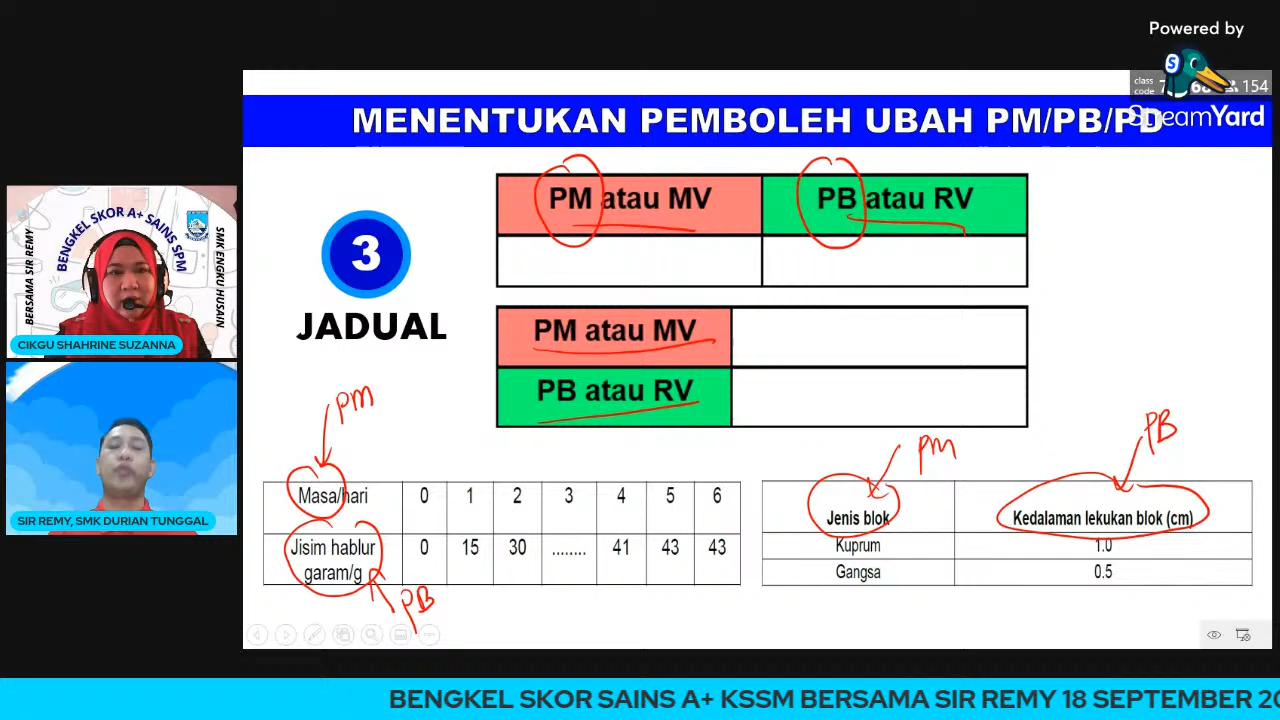 Powered by
StreamYard
class code
154
MENENTUKAN PEMBOLEH UBAH PM/PB/PD
3
JADUAL
PM atau MV PB atau RV
PM atau MV
PB atau RV
BENGKEL SKOR A+ SAINS SPM
BERSAMA SIR REMY
SMK ENGKU HUSAIN
CIKGU SHAHRINE SUZANNA
SIR REMY, SMK DURIAN TUNGGAL
PM
Masa/hari 0 1 2 3 4 5 6
Jisim hablur garam/g 0 15 30 ........ 41 43 43
PB
PM
PB
Jenis blok Kedalaman lekukan blok (cm)
Kuprum 1.0
Gangsa 0.5
BENGKEL SKOR SAINS A+ KSSM BERSAMA SIR REMY 18 SEPTEMBER